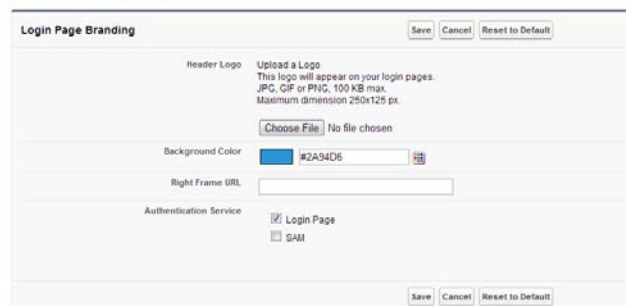 Login Page Branding
Save Cancel Reset to Default
Header Logo Upload a Logo
This logo will appear on your login pages.
JPG, GIF or PNG, 100 KB max.
Maximum dimension 250x125 px.
Choose File No file chosen
Background Color #2A94D6
Right Frame URL
Authentication Service Login Page
SAM
Save Cancel Reset to Default